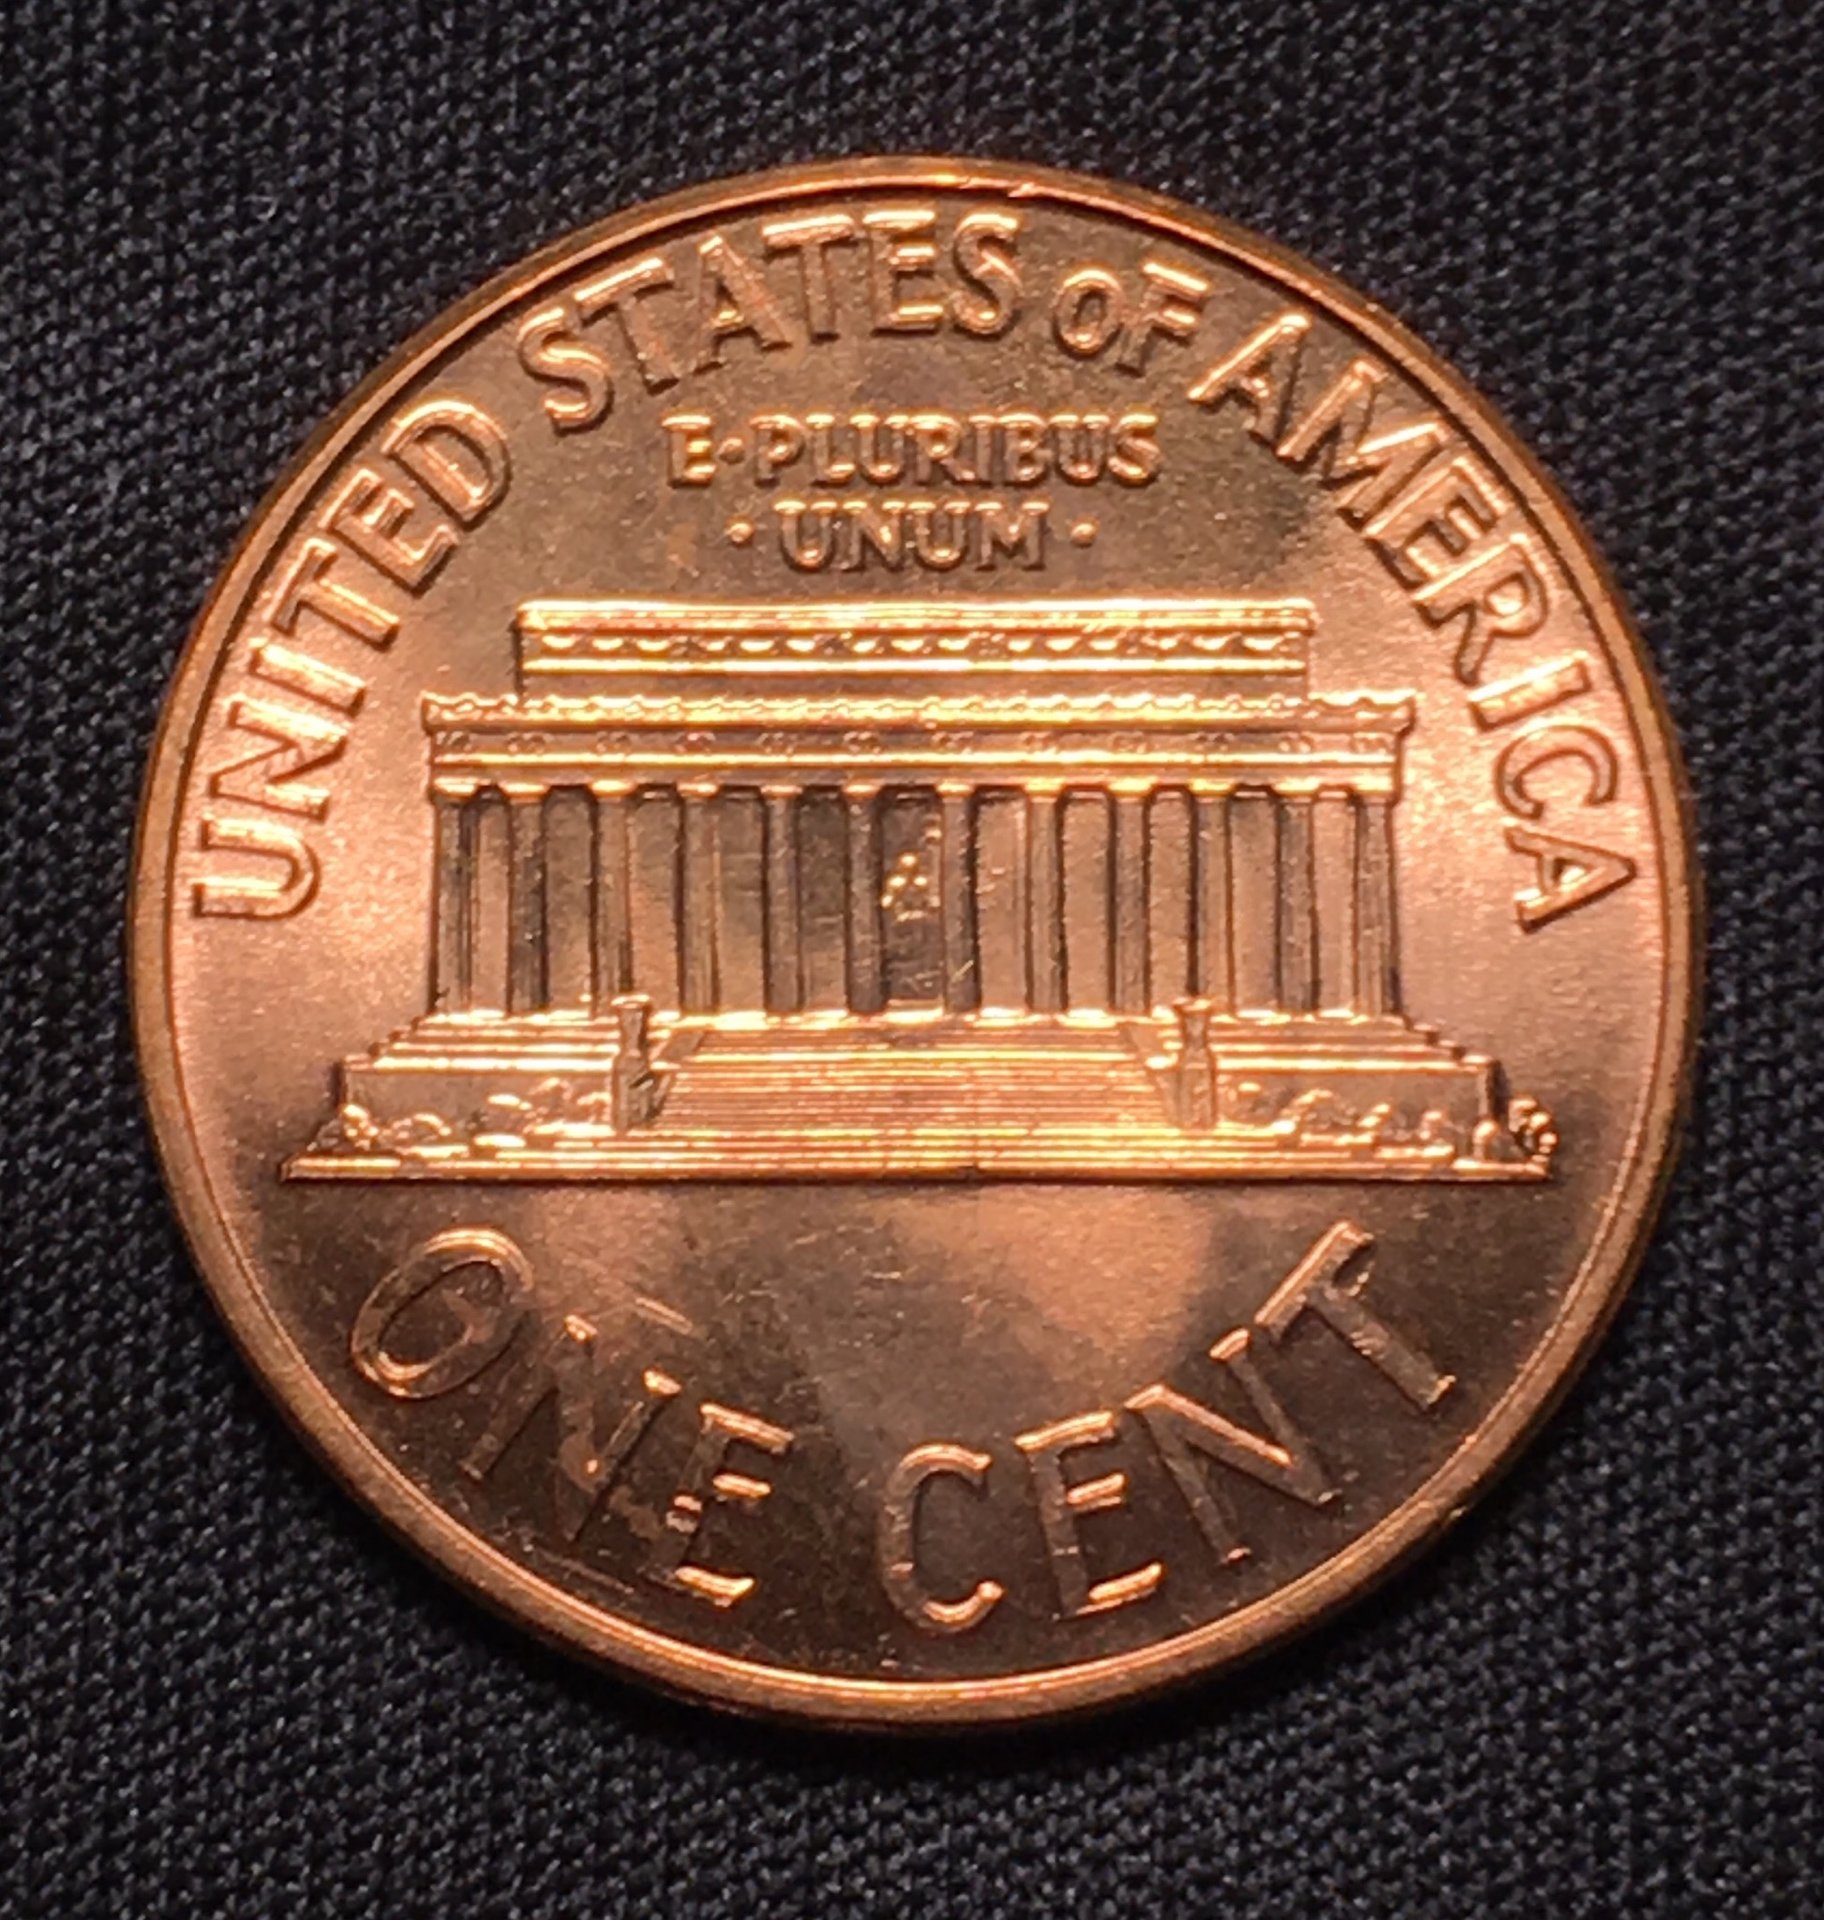 UNITED STATES OF AMERICA
E·PLURIBUS
·UNUM·
ONE CENT